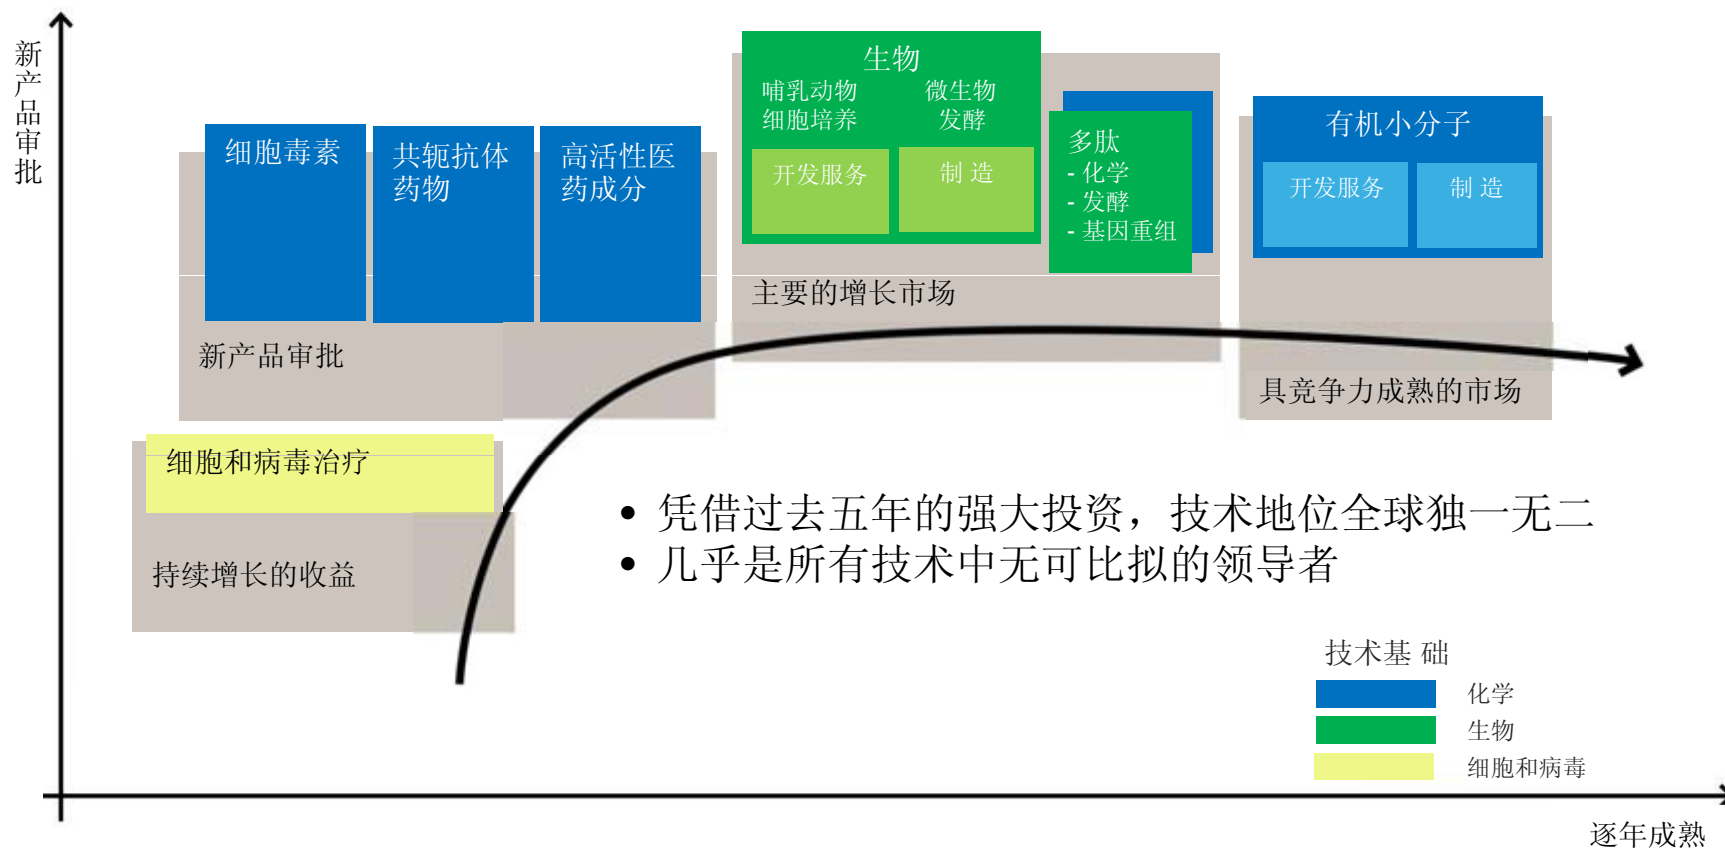 新产品审批
细胞毒素
共轭抗体
药物
高活性医
药成分
新产品审批
生物
哺乳动物
细胞培养
微生物
发酵
开发服务
制 造
多肽
- 化学
- 发酵
- 基因重组
主要的增长市场
有机小分子
开发服务
制 造
具竞争力成熟的市场
细胞和病毒治疗
持续增长的收益
• 凭借过去五年的强大投资，技术地位全球独一无二
• 几乎是所有技术中无可比拟的领导者
技术基 础
化学
生物
细胞和病毒
逐年成熟